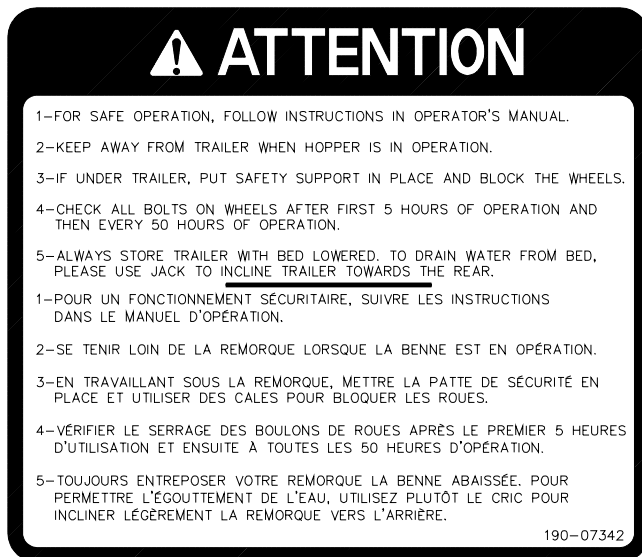 ATTENTION
1-FOR SAFE OPERATION, FOLLOW INSTRUCTIONS IN OPERATOR'S MANUAL.
2-KEEP AWAY FROM TRAILER WHEN HOPPER IS IN OPERATION.
3-IF UNDER TRAILER, PUT SAFETY SUPPORT IN PLACE AND BLOCK THE WHEELS.
4-CHECK ALL BOLTS ON WHEELS AFTER FIRST 5 HOURS OF OPERATION AND
THEN EVERY 50 HOURS OF OPERATION.
5-ALWAYS STORE TRAILER WITH BED LOWERED. TO DRAIN WATER FROM BED,
PLEASE USE JACK TO INCLINE TRAILER TOWARDS THE REAR.
1-POUR UN FONCTIONNEMENT SÉCURITAIRE, SUIVRE LES INSTRUCTIONS
DANS LE MANUEL D'OPÉRATION.
2-SE TENIR LOIN DE LA REMORQUE LORSQUE LA BENNE EST EN OPÉRATION.
3-EN TRAVAILLANT SOUS LA REMORQUE, METTRE LA PATTE DE SÉCURITÉ EN
PLACE ET UTILISER DES CALES POUR BLOQUER LES ROUES.
4-VÉRIFIER LE SERRAGE DES BOULONS DE ROUES APRÈS LE PREMIER 5 HEURES
D'UTILISATION ET ENSUITE À TOUTES LES 50 HEURES D'OPÉRATION.
5-TOUJOURS ENTREPOSER VOTRE REMORQUE LA BENNE ABAISSÉE. POUR
PERMETTRE L'ÉGOUTTEMENT DE L'EAU, UTILISEZ PLUTÔT LE CRIC POUR
INCLINER LÉGÈREMENT LA REMORQUE VERS L'ARRIÈRE.
190-07342